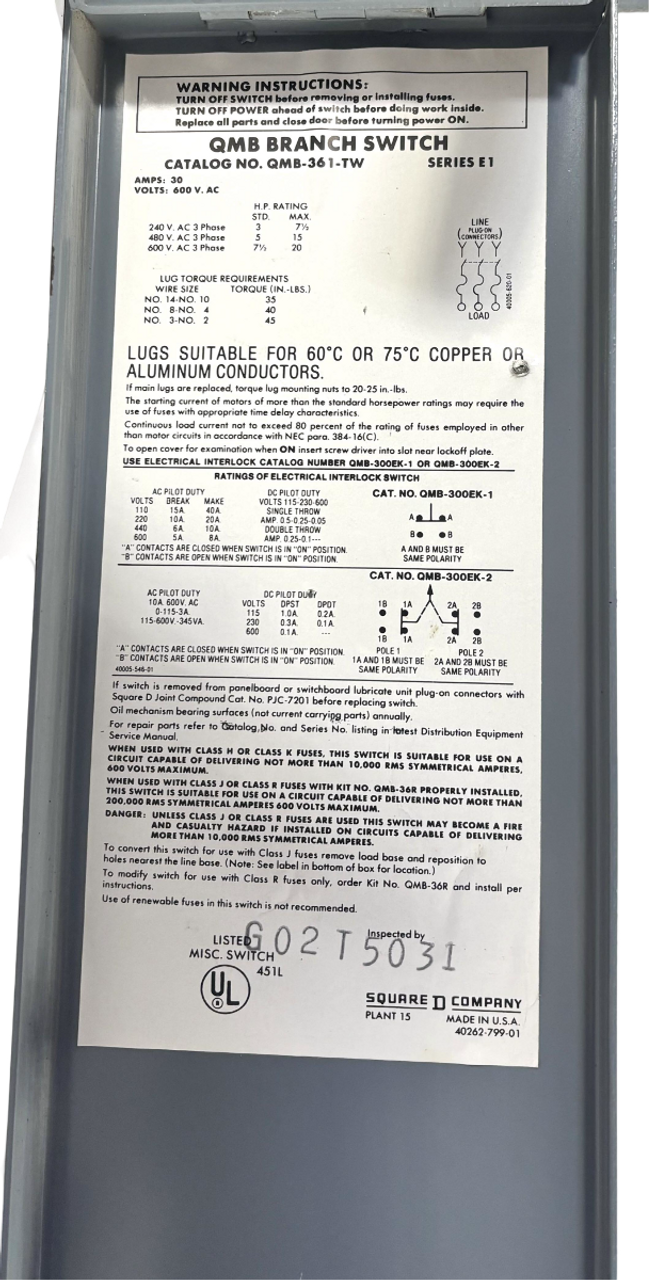 WARNING INSTRUCTIONS:
TURN OFF SWITCH before removing or installing fuses.
TURN OFF POWER ahead of switch before doing work inside.
Replace all parts and close door before turning power ON.
QMB BRANCH SWITCH
CATALOG NO. QMB-361-TW SERIES E1
AMPS: 30
VOLTS: 600 V. AC
H.P. RATING
STD. MAX.
240 V. AC 3 Phase 3 7½
480 V. AC 3 Phase 5 15
600 V. AC 3 Phase 7½ 20
LINE
(PLUG-ON CONNECTORS)
LOAD
40005-620-01
LUG TORQUE REQUIREMENTS
WIRE SIZE TORQUE (IN.-LBS.)
NO. 14-NO. 10 35
NO. 8-NO. 4 40
NO. 3-NO. 2 45
LUGS SUITABLE FOR 60°C OR 75°C COPPER OR
ALUMINUM CONDUCTORS.
If main lugs are replaced, torque lug mounting nuts to 20-25 in.-lbs.
The starting current of motors of more than the standard horsepower ratings may require the
use of fuses with appropriate time delay characteristics.
Continuous load current not to exceed 80 percent of the rating of fuses employed in other
than motor circuits in accordance with NEC para. 384-16(C).
To open cover for examination when ON insert screw driver into slot near lockoff plate.
USE ELECTRICAL INTERLOCK CATALOG NUMBER QMB-300EK-1 OR QMB-300EK-2
RATINGS OF ELECTRICAL INTERLOCK SWITCH
AC PILOT DUTY DC PILOT DUTY CAT. NO. QMB-300EK-1
VOLTS BREAK MAKE VOLTS 115-230-600
110 15A 40A SINGLE THROW
220 10A 20A AMP. 0.5-0.25-0.05
440 6A 10A DOUBLE THROW
600 5A 8A AMP. 0.25-0.1---
A A
B B
"A" CONTACTS ARE CLOSED WHEN SWITCH IS IN "ON" POSITION.
"B" CONTACTS ARE OPEN WHEN SWITCH IS IN "ON" POSITION.
A AND B MUST BE
SAME POLARITY
CAT. NO. QMB-300EK-2
AC PILOT DUTY DC PILOT DUTY
10A. 600V. AC VOLTS DPST DPDT
0-115-3A 115 1.0A 0.2A
115-600V.-345VA. 230 0.3A 0.1A
600 0.1A ---
1B 1A 2A 2B
1B 1A 2A 2B
POLE 1 POLE 2
"A" CONTACTS ARE CLOSED WHEN SWITCH IS IN "ON" POSITION.
"B" CONTACTS ARE OPEN WHEN SWITCH IS IN "ON" POSITION.
1A AND 1B MUST BE 2A AND 2B MUST BE
SAME POLARITY SAME POLARITY
40005-546-01
If switch is removed from panelboard or switchboard lubricate unit plug-on connectors with
Square D Joint Compound Cat. No. PJC-7201 before replacing switch.
Oil mechanism bearing surfaces (not current carrying parts) annually.
For repair parts refer to Catalog No. and Series No. listing in latest Distribution Equipment
Service Manual.
WHEN USED WITH CLASS H OR CLASS K FUSES, THIS SWITCH IS SUITABLE FOR USE ON A
CIRCUIT CAPABLE OF DELIVERING NOT MORE THAN 10,000 RMS SYMMETRICAL AMPERES,
600 VOLTS MAXIMUM.
WHEN USED WITH CLASS J OR CLASS R FUSES WITH KIT NO. QMB-36R PROPERLY INSTALLED,
THIS SWITCH IS SUITABLE FOR USE ON A CIRCUIT CAPABLE OF DELIVERING NOT MORE THAN
200,000 RMS SYMMETRICAL AMPERES 600 VOLTS MAXIMUM.
DANGER: UNLESS CLASS J OR CLASS R FUSES ARE USED THIS SWITCH MAY BECOME A FIRE
AND CASUALTY HAZARD IF INSTALLED ON CIRCUITS CAPABLE OF DELIVERING
MORE THAN 10,000 RMS SYMMETRICAL AMPERES.
To convert this switch for use with Class J fuses remove load base and reposition to
holes nearest the line base. (Note: See label in bottom of box for location.)
To modify switch for use with Class R fuses only, order Kit No. QMB-36R and install per
instructions.
Use of renewable fuses in this switch is not recommended.
LISTED
MISC. SWITCH
451L
G02T5031
Inspected by
UL
SQUARE D COMPANY
PLANT 15 MADE IN U.S.A.
40262-799-01